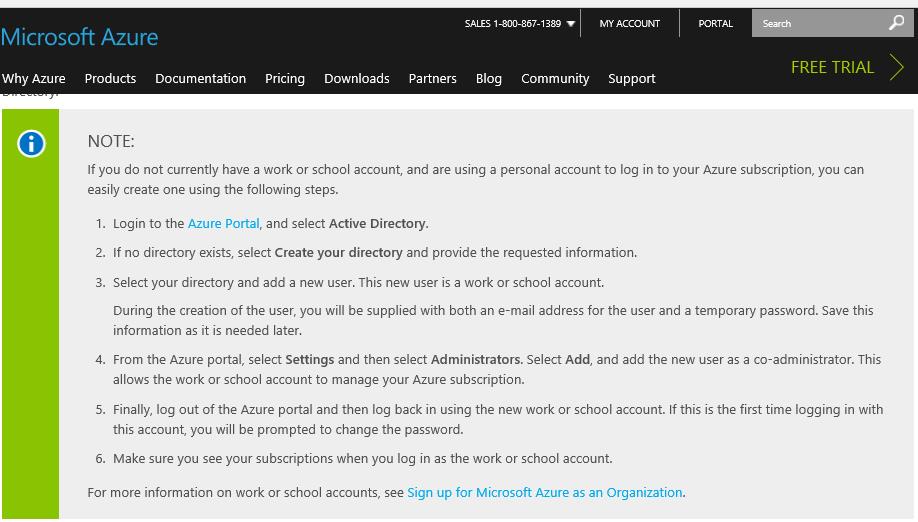 SALES 1-800-867-1389 MY ACCOUNT PORTAL Search
Microsoft Azure
FREE TRIAL
Why Azure Products Documentation Pricing Downloads Partners Blog Community Support
Directory.
NOTE:
If you do not currently have a work or school account, and are using a personal account to log in to your Azure subscription, you can
easily create one using the following steps.
1. Login to the Azure Portal, and select Active Directory.
2. If no directory exists, select Create your directory and provide the requested information.
3. Select your directory and add a new user. This new user is a work or school account.
During the creation of the user, you will be supplied with both an e-mail address for the user and a temporary password. Save this
information as it is needed later.
4. From the Azure portal, select Settings and then select Administrators. Select Add, and add the new user as a co-administrator. This
allows the work or school account to manage your Azure subscription.
5. Finally, log out of the Azure portal and then log back in using the new work or school account. If this is the first time logging in with
this account, you will be prompted to change the password.
6. Make sure you see your subscriptions when you log in as the work or school account.
For more information on work or school accounts, see Sign up for Microsoft Azure as an Organization.